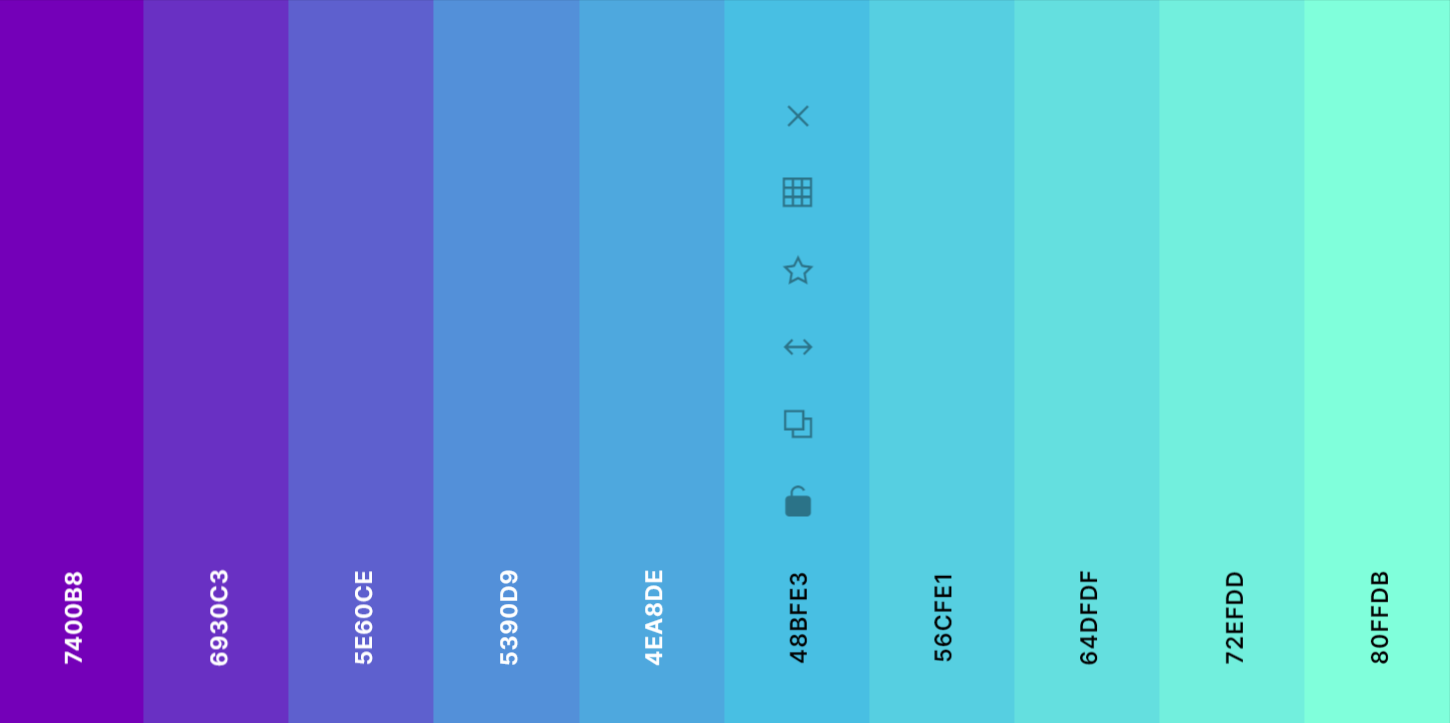 7400B8
6930C3
5E60CE
5390D9
4EA8DE
48BFE3
56CFE1
64DFDF
72EFDD
80FFDB